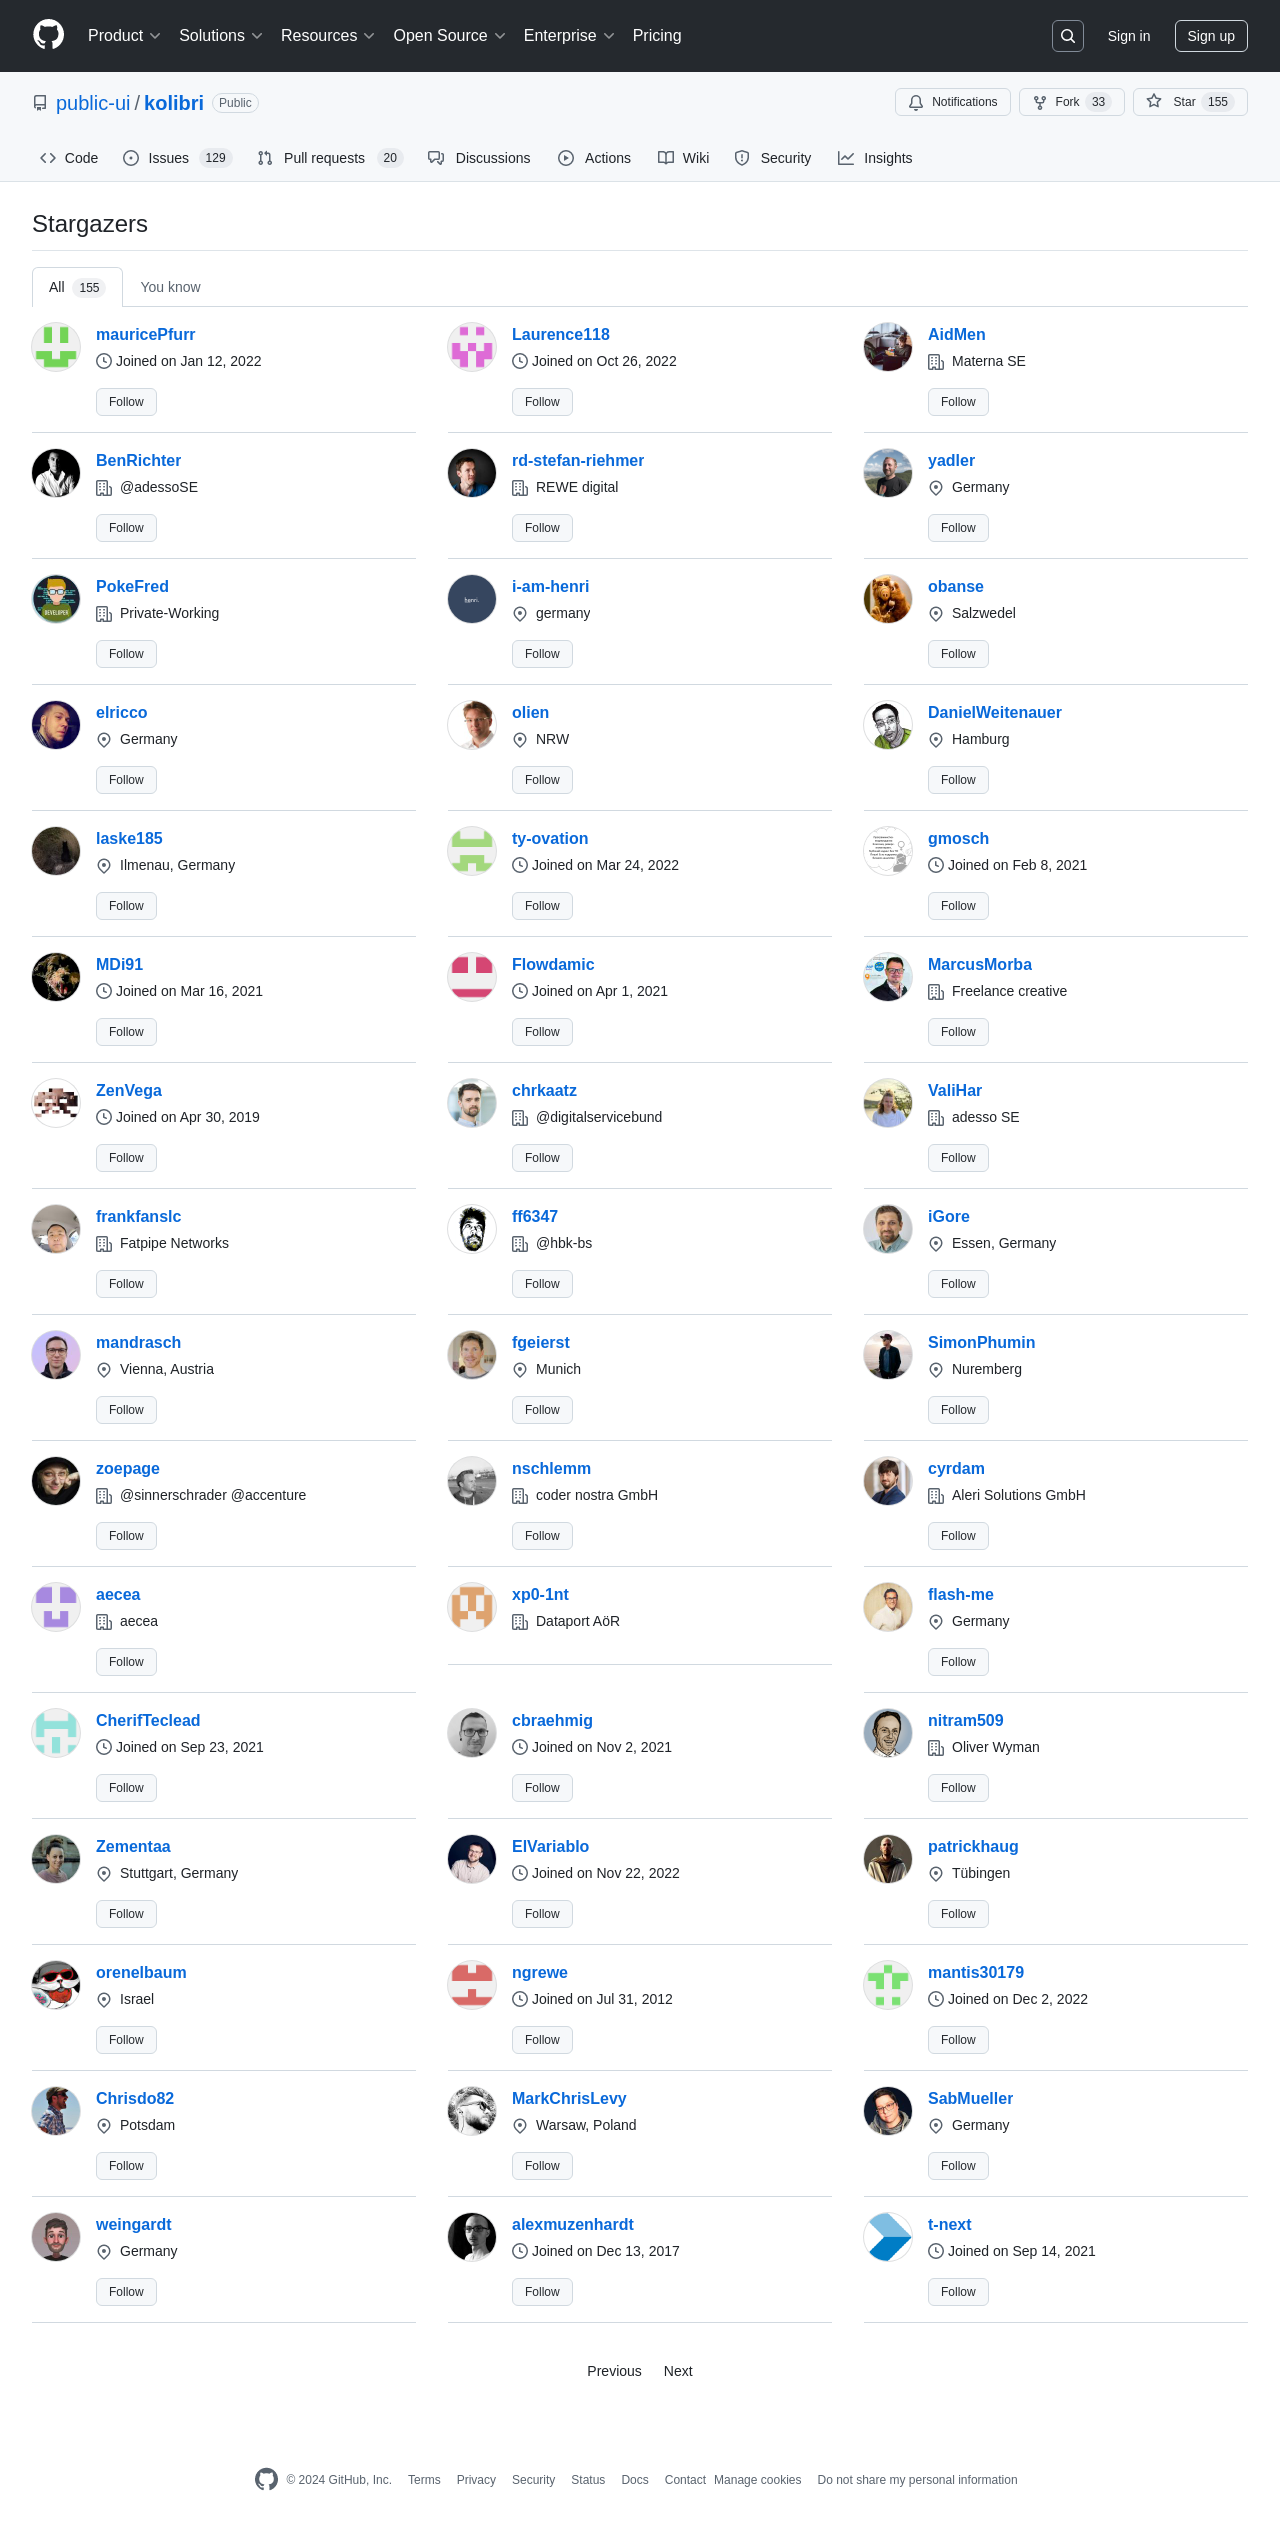 Product Solutions Resources Open Source Enterprise Pricing Sign in Sign up
public-ui / kolibri Public Notifications Fork 33 Star 155
Code Issues 129 Pull requests 20 Discussions Actions Wiki Security Insights
Stargazers
All 155 You know
mauricePfurr Laurence118 AidMen
Joined on Jan 12, 2022 Joined on Oct 26, 2022 Materna SE
Follow Follow Follow
BenRichter rd-stefan-riehmer yadler
@adessoSE REWE digital Germany
Follow Follow Follow
PokeFred i-am-henri obanse
Private-Working germany Salzwedel
Follow Follow Follow
elricco olien DanielWeitenauer
Germany NRW Hamburg
Follow Follow Follow
laske185 ty-ovation gmosch
Ilmenau, Germany Joined on Mar 24, 2022 Joined on Feb 8, 2021
Follow Follow Follow
MDi91 Flowdamic MarcusMorba
Joined on Mar 16, 2021 Joined on Apr 1, 2021 Freelance creative
Follow Follow Follow
ZenVega chrkaatz ValiHar
Joined on Apr 30, 2019 @digitalservicebund adesso SE
Follow Follow Follow
frankfanslc ff6347 iGore
Fatpipe Networks @hbk-bs Essen, Germany
Follow Follow Follow
mandrasch fgeierst SimonPhumin
Vienna, Austria Munich Nuremberg
Follow Follow Follow
zoepage nschlemm cyrdam
@sinnerschrader @accenture coder nostra GmbH Aleri Solutions GmbH
Follow Follow Follow
aecea xp0-1nt flash-me
aecea Dataport AöR Germany
Follow Follow
CherifTeclead cbraehmig nitram509
Joined on Sep 23, 2021 Joined on Nov 2, 2021 Oliver Wyman
Follow Follow Follow
Zementaa ElVariablo patrickhaug
Stuttgart, Germany Joined on Nov 22, 2022 Tübingen
Follow Follow Follow
orenelbaum ngrewe mantis30179
Israel Joined on Jul 31, 2012 Joined on Dec 2, 2022
Follow Follow Follow
Chrisdo82 MarkChrisLevy SabMueller
Potsdam Warsaw, Poland Germany
Follow Follow Follow
weingardt alexmuzenhardt t-next
Germany Joined on Dec 13, 2017 Joined on Sep 14, 2021
Follow Follow Follow
Previous Next
© 2024 GitHub, Inc. Terms Privacy Security Status Docs Contact Manage cookies Do not share my personal information